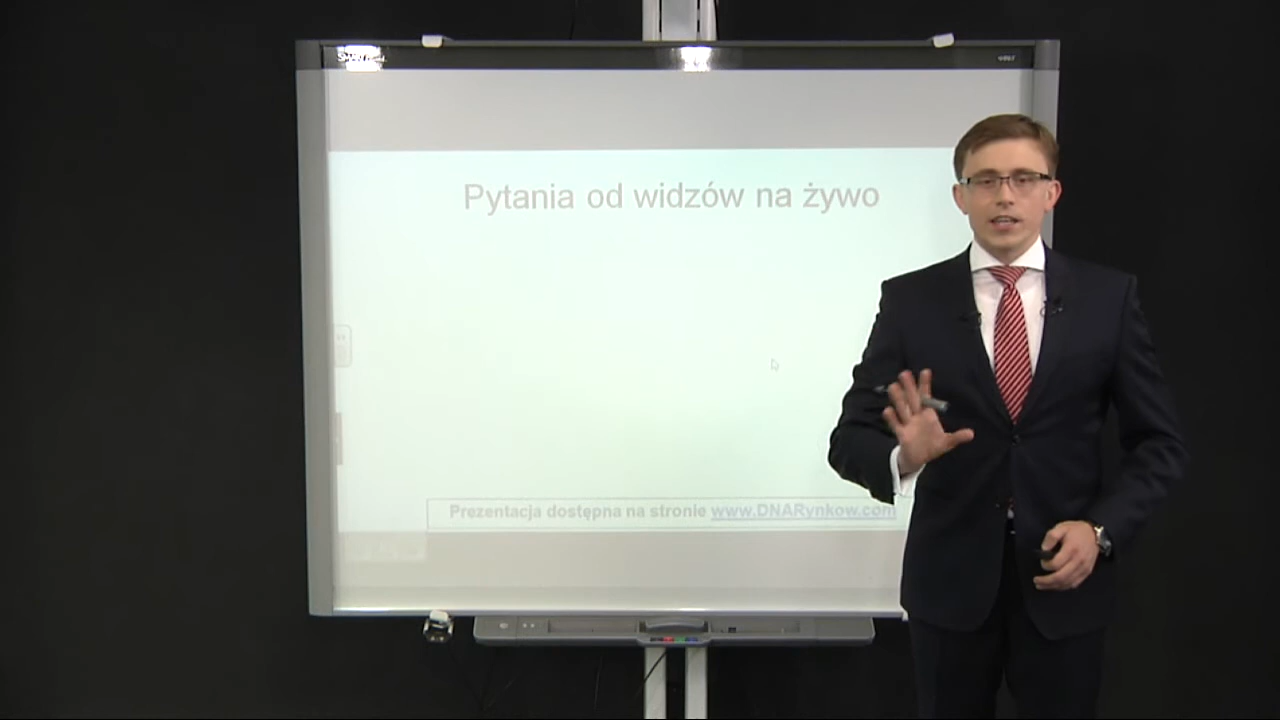 Pytania od widzów na żywo
Prezentacja dostępna na stronie www.DNARynkow.com